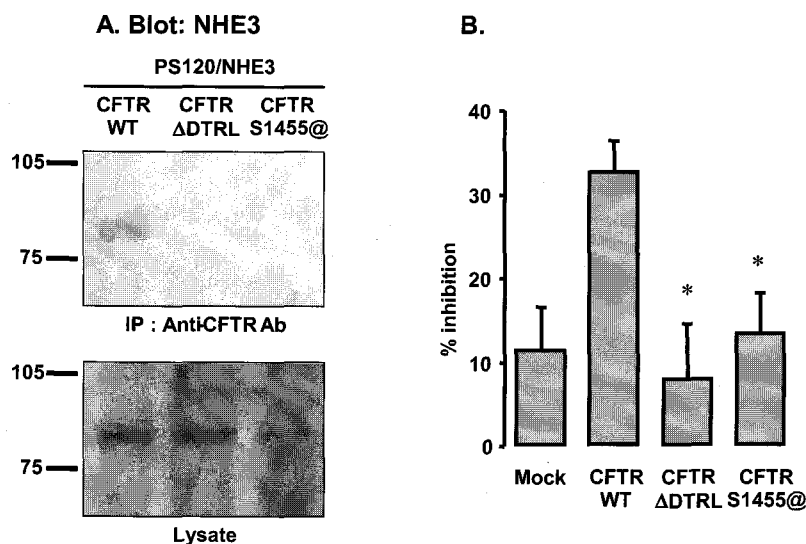 A. Blot: NHE3
PS120/NHE3
CFTR WT
CFTR ΔDTRL
CFTR S1455@
105
75
IP : Anti-CFTR Ab
105
75
Lysate
B.
% inhibition
40
30
20
10
0
*
*
Mock
CFTR WT
CFTR ΔDTRL
CFTR S1455@